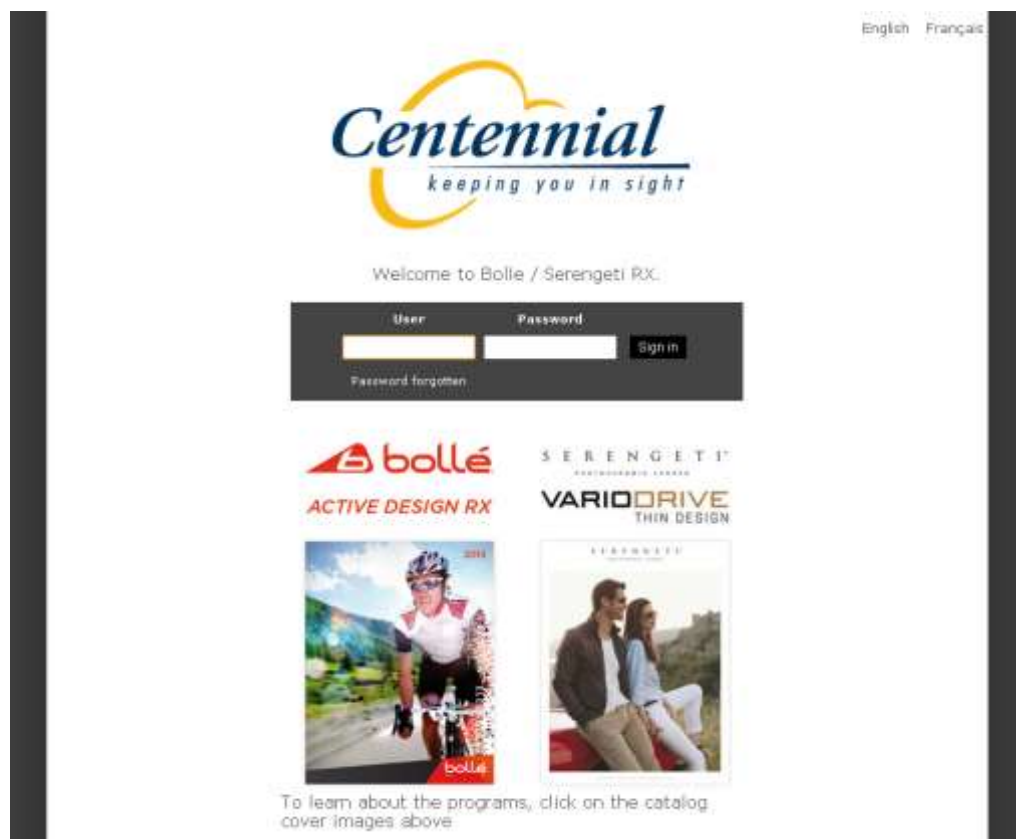 English Français
Centennial
keeping you in sight
Welcome to Bolle / Serengeti RX.
User Password
Sign in
Password forgotten
bollé
ACTIVE DESIGN RX
SERENGETI
VARIODRIVE
THIN DESIGN
SERENGETI
bollé
To learn about the programs, click on the catalog
cover images above